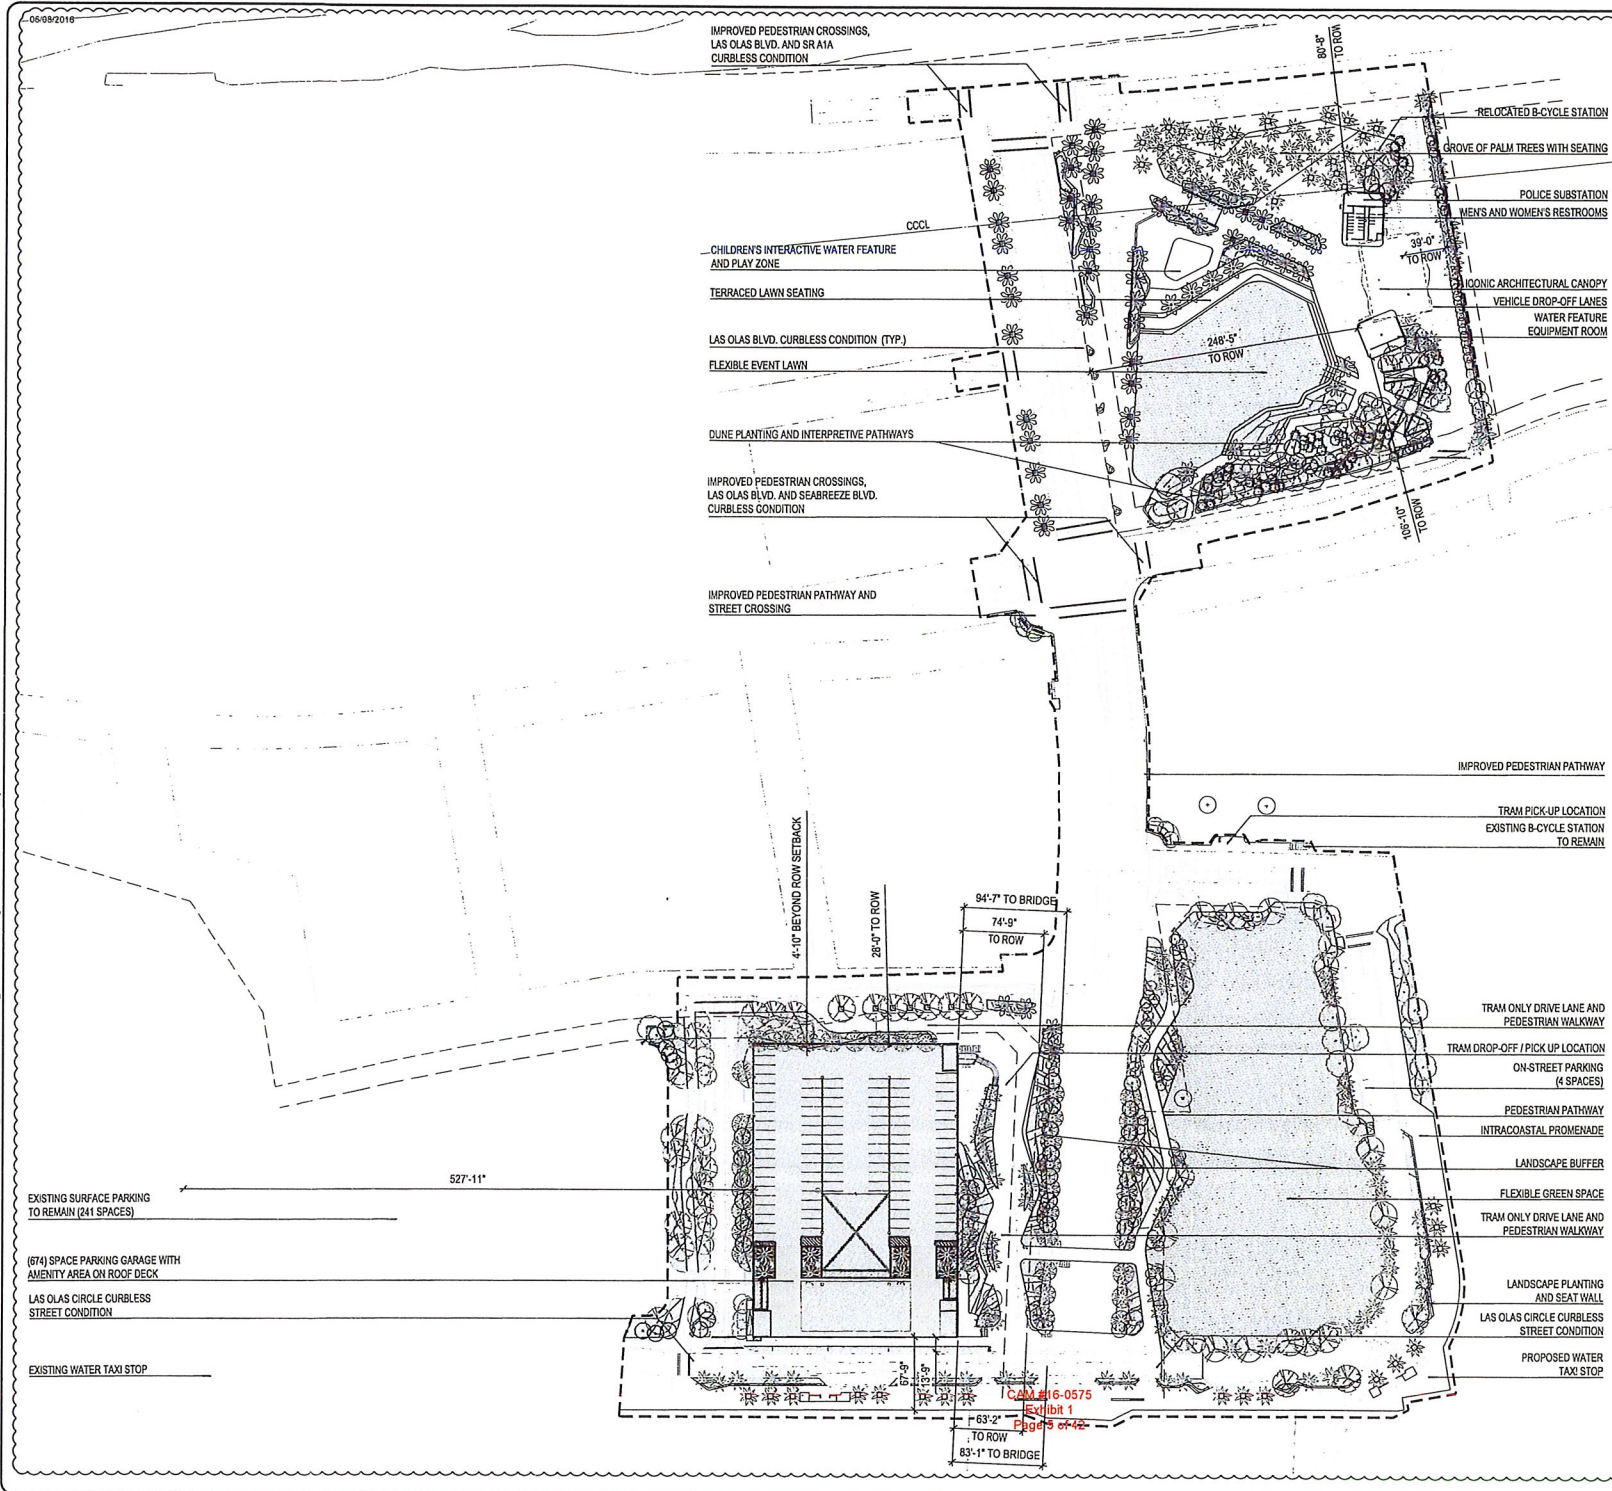 06/08/2016
IMPROVED PEDESTRIAN CROSSINGS,
LAS OLAS BLVD. AND SR A1A
CURBLESS CONDITION
80'-8"
TO ROW
RELOCATED B-CYCLE STATION
GROVE OF PALM TREES WITH SEATING
POLICE SUBSTATION
MEN'S AND WOMEN'S RESTROOMS
CCCL
39'-0"
TO ROW
CHILDREN'S INTERACTIVE WATER FEATURE
AND PLAY ZONE
TERRACED LAWN SEATING
ICONIC ARCHITECTURAL CANOPY
VEHICLE DROP-OFF LANES
WATER FEATURE
EQUIPMENT ROOM
LAS OLAS BLVD. CURBLESS CONDITION (TYP.)
248'-5"
TO ROW
FLEXIBLE EVENT LAWN
DUNE PLANTING AND INTERPRETIVE PATHWAYS
IMPROVED PEDESTRIAN CROSSINGS,
LAS OLAS BLVD. AND SEABREEZE BLVD.
CURBLESS CONDITION
106'-10"
TO ROW
IMPROVED PEDESTRIAN PATHWAY AND
STREET CROSSING
IMPROVED PEDESTRIAN PATHWAY
TRAM PICK-UP LOCATION
EXISTING B-CYCLE STATION
TO REMAIN
4'-10" BEYOND ROW SETBACK
26'-0" TO ROW
94'-7" TO BRIDGE
74'-9"
TO ROW
TRAM ONLY DRIVE LANE AND
PEDESTRIAN WALKWAY
TRAM DROP-OFF / PICK UP LOCATION
ON-STREET PARKING
(4 SPACES)
PEDESTRIAN PATHWAY
INTRACOASTAL PROMENADE
LANDSCAPE BUFFER
FLEXIBLE GREEN SPACE
TRAM ONLY DRIVE LANE AND
PEDESTRIAN WALKWAY
527'-11"
EXISTING SURFACE PARKING
TO REMAIN (241 SPACES)
(674) SPACE PARKING GARAGE WITH
AMENITY AREA ON ROOF DECK
LAS OLAS CIRCLE CURBLESS
STREET CONDITION
EXISTING WATER TAXI STOP
LANDSCAPE PLANTING
AND SEAT WALL
LAS OLAS CIRCLE CURBLESS
STREET CONDITION
PROPOSED WATER
TAXI STOP
67'-9"
13'-9"
CAM #16-0575
Exhibit 1
Page 5 of 42
63'-2"
TO ROW
83'-1" TO BRIDGE